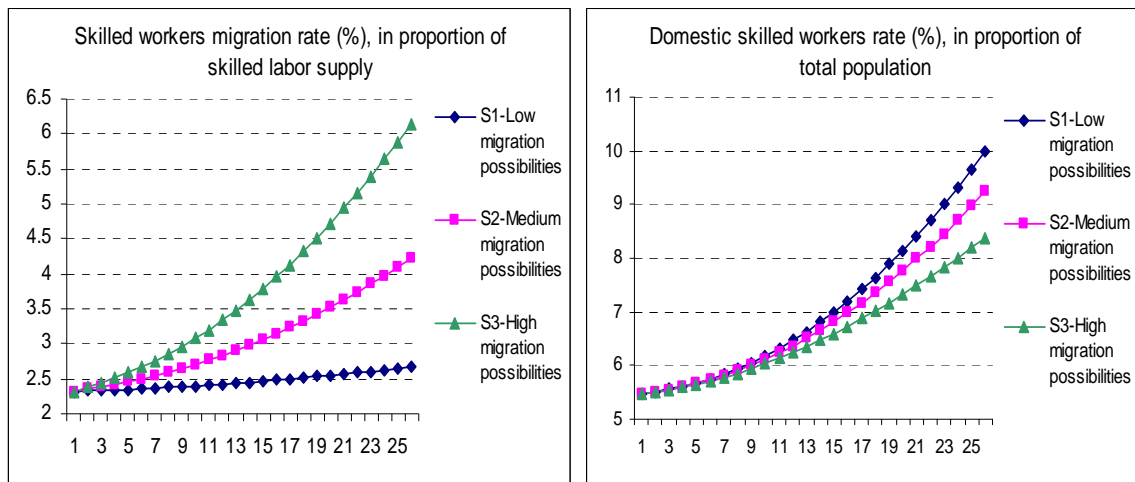 Skilled workers migration rate (%), in proportion of
skilled labor supply
6.5
6
5.5
5
4.5
4
3.5
3
2.5
2
1 3 5 7 9 11 13 15 17 19 21 23 25
S1-Low
migration
possibilities
S2-Medium
migration
possibilities
S3-High
migration
possibilities
Domestic skilled workers rate (%), in proportion of
total population
11
10
9
8
7
6
5
1 3 5 7 9 11 13 15 17 19 21 23 25
S1-Low
migration
possibilities
S2-Medium
migration
possibilities
S3-High
migration
possibilities